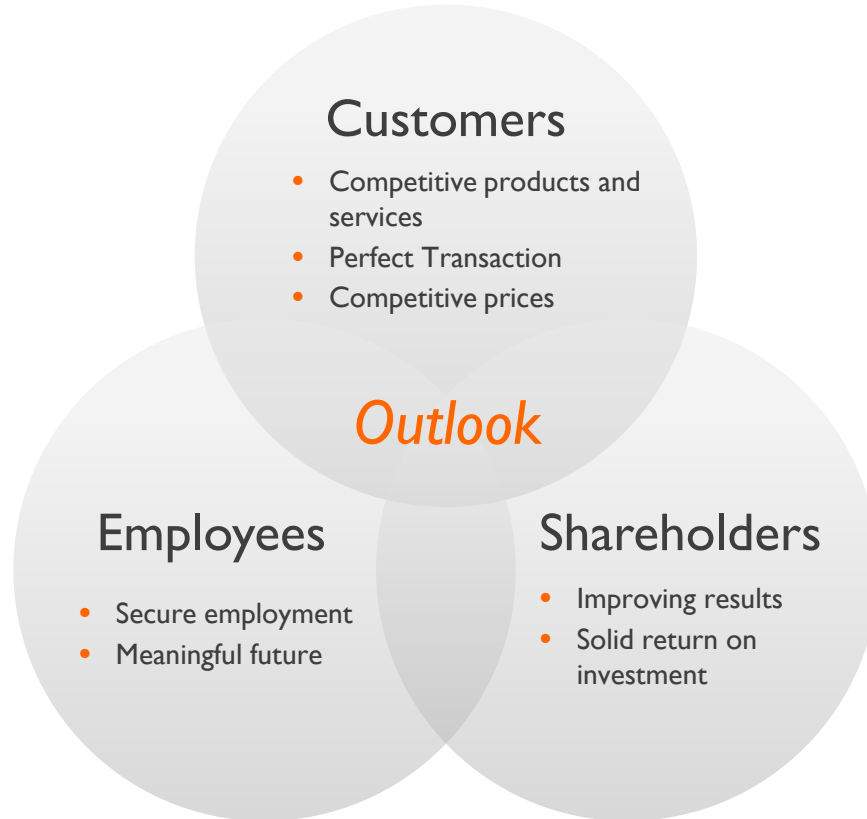 Customers
• Competitive products and
services
• Perfect Transaction
• Competitive prices
Outlook
Employees
• Secure employment
• Meaningful future
Shareholders
• Improving results
• Solid return on
investment